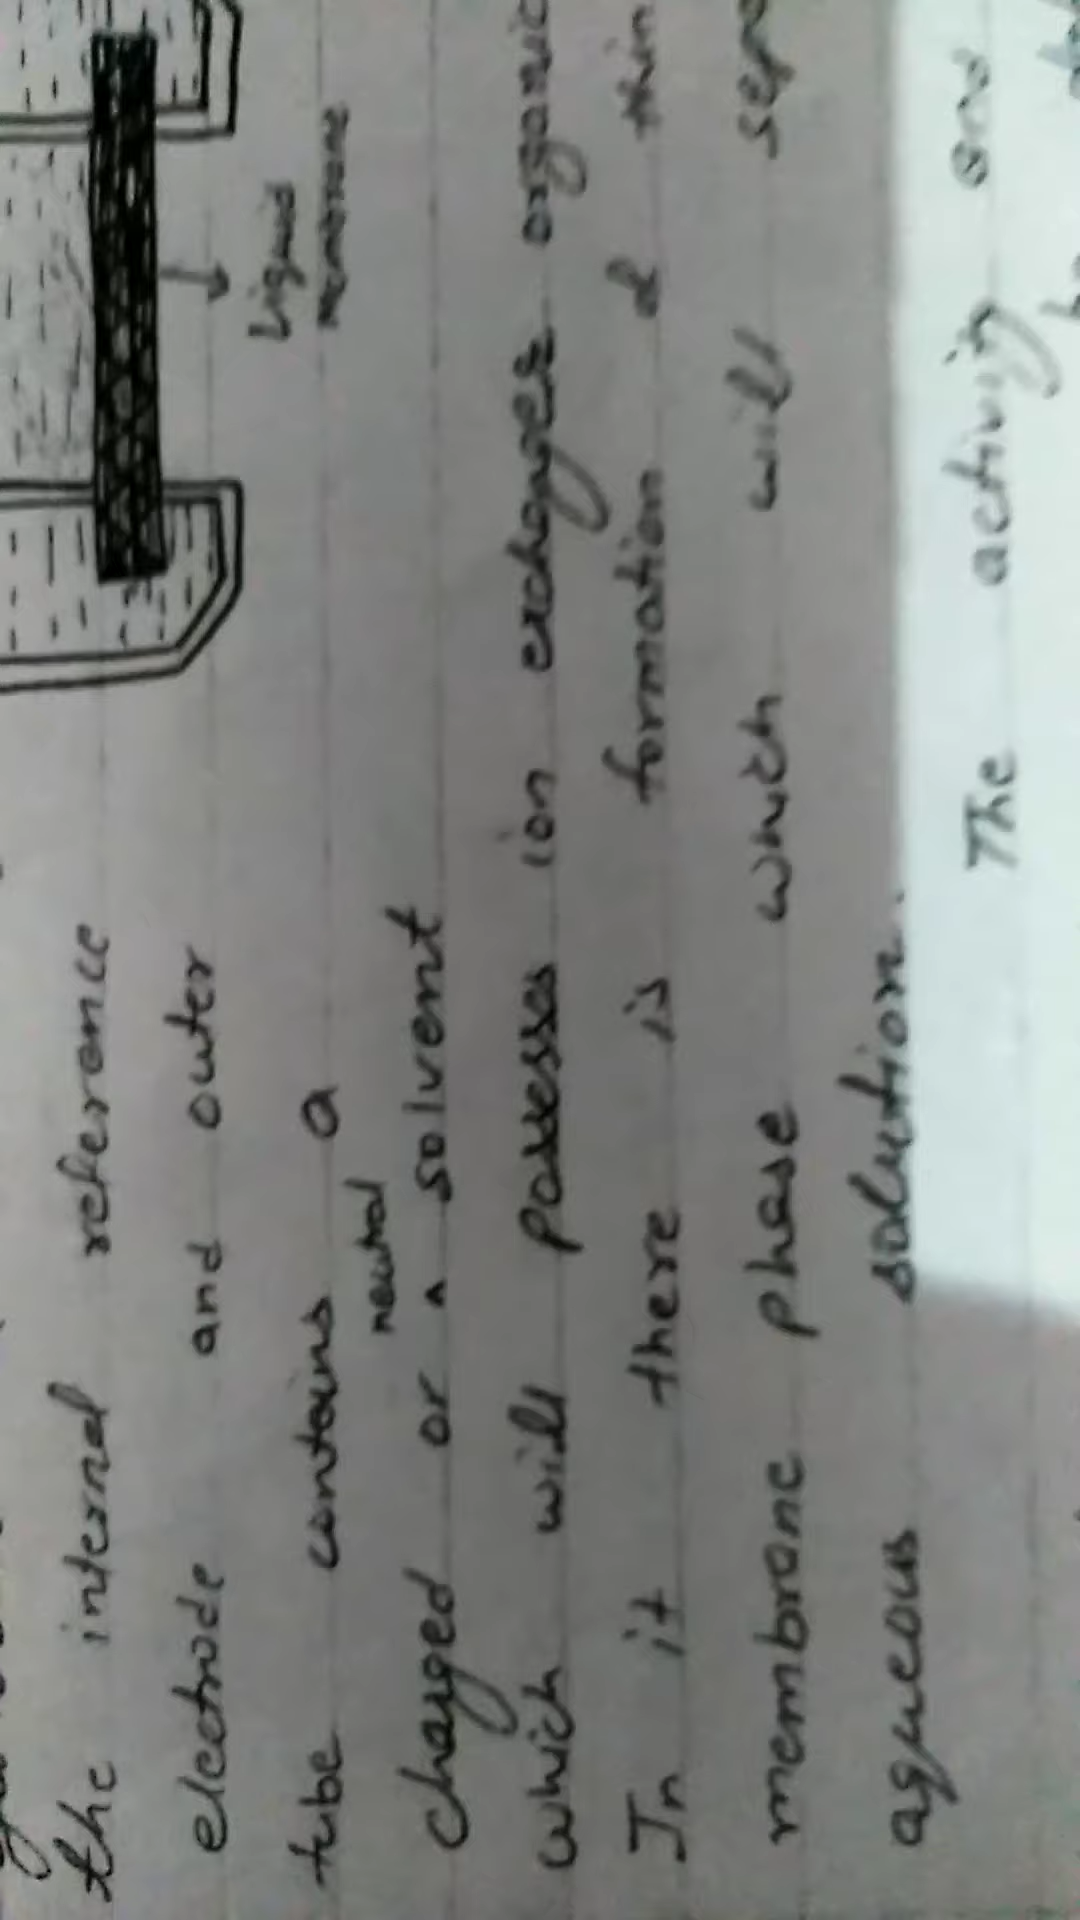 Liquid
membrane
the internal reference
electrode and outer
tube contains a
neutral
charged or ^ a solvent
which will possesses ion exchanges organic
In it there is formation of thin
membrane phase which will
aqueous solution.
The activity and